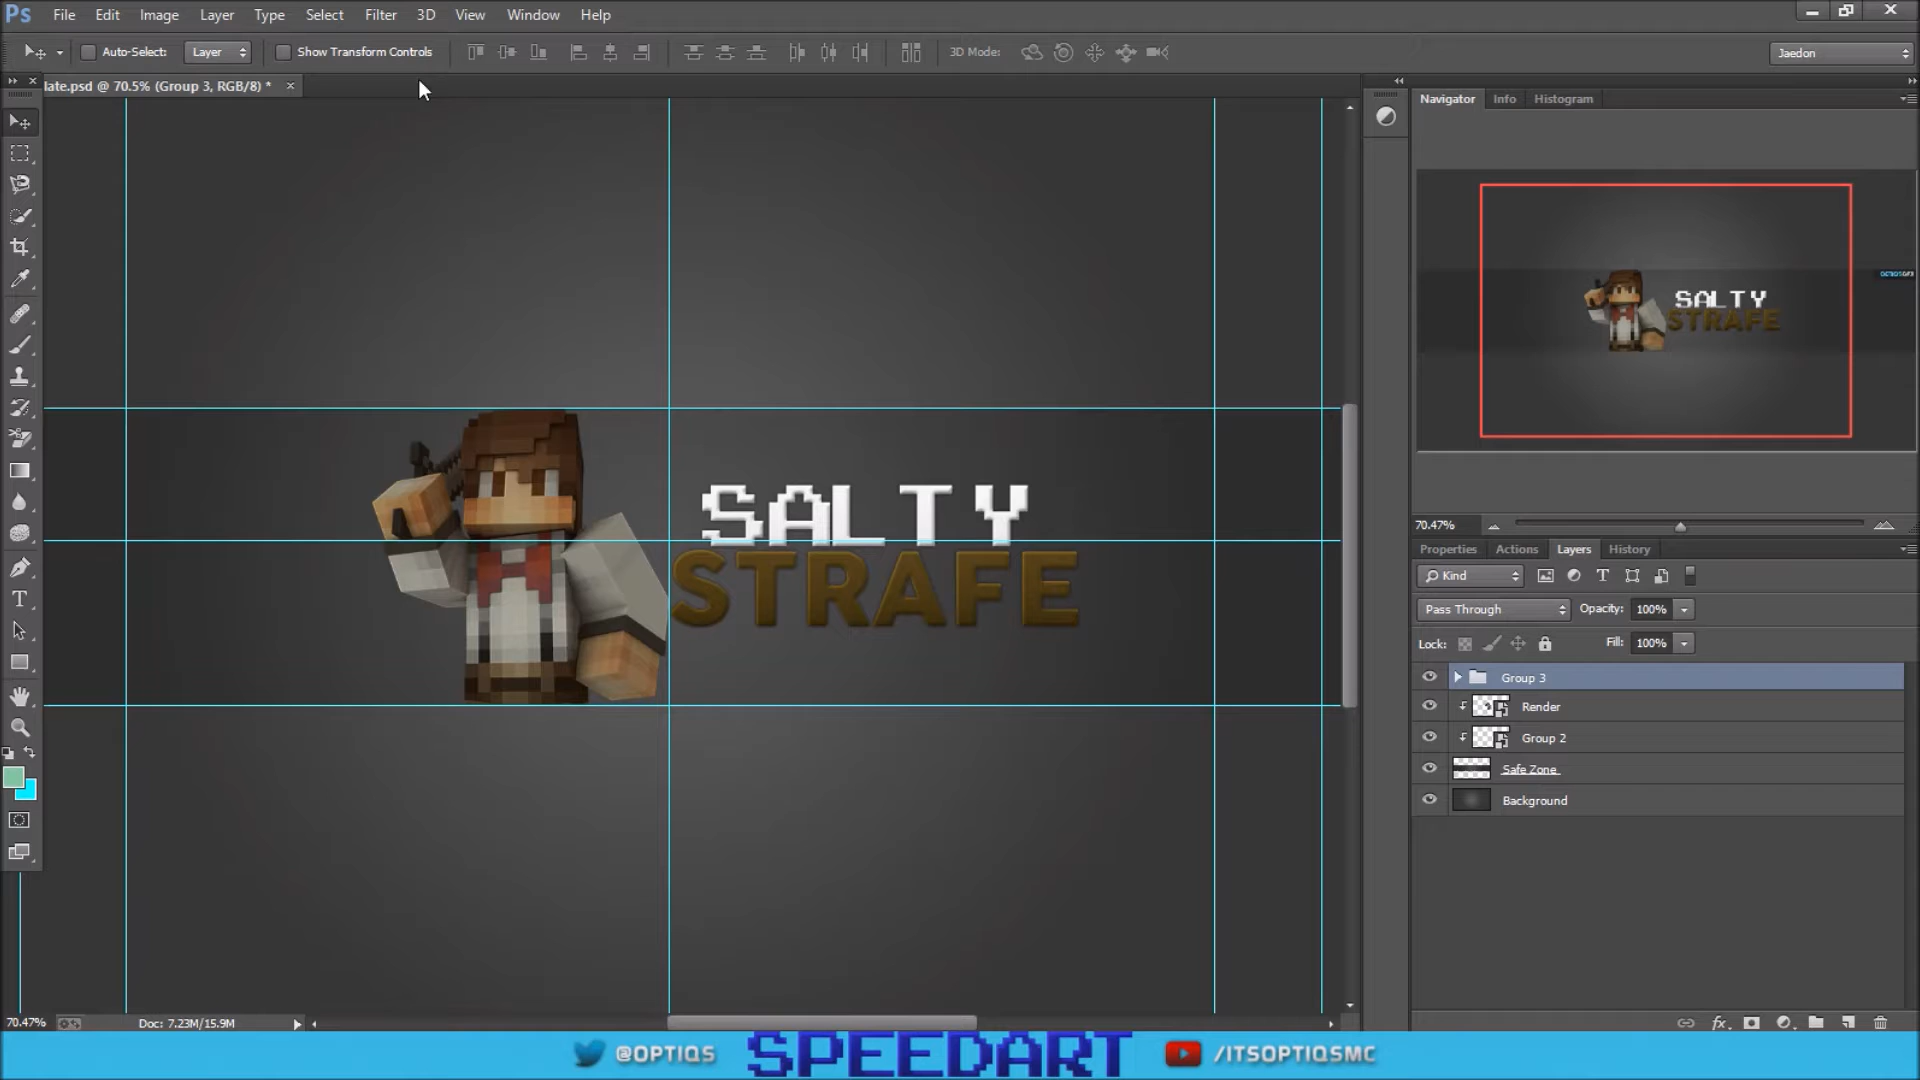 Ps File Edit Image Layer Type Select Filter 3D View Window Help
Auto-Select: Layer Show Transform Controls 3D Mode: Jaedon
late.psd @ 70.5% (Group 3, RGB/8) *
Navigator Info Histogram
SALTY
STRAFE
SALTY
STRAFE
70.47%
Properties Actions Layers History
Kind
Pass Through Opacity: 100%
Lock: Fill: 100%
Group 3
Render
Group 2
Safe Zone
Background
70.47% Doc: 7.23M/15.9M
@OPTIQS SPEEDART /ITSOPTIQSMC